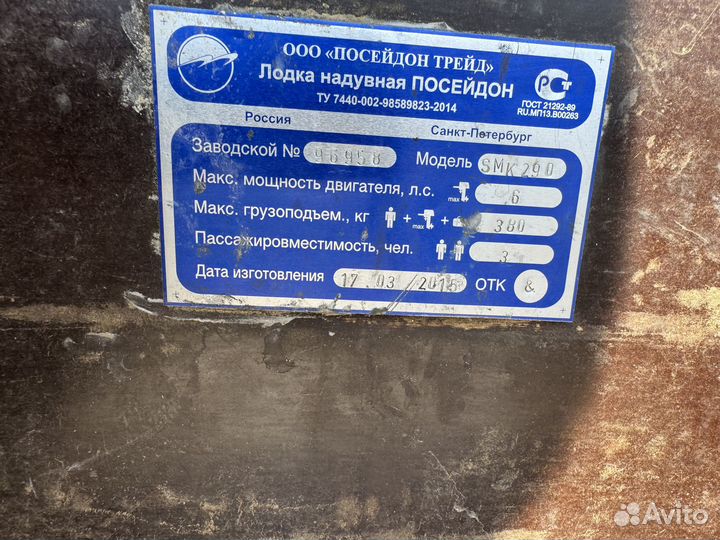 ООО «ПОСЕЙДОН ТРЕЙД»
Лодка надувная ПОСЕЙДОН
ТУ 7440-002-98589823-2014
РСТ
ГОСТ 21292-89
RU.МП13.В00263
Россия Санкт-Петербург
Заводской № 96958 Модель SMK 290
Макс. мощность двигателя, л.с. max 6
Макс. грузоподъем., кг + max + 380
Пассажировместимость, чел. 3
Дата изготовления 17.03/2016 ОТК &
Avito